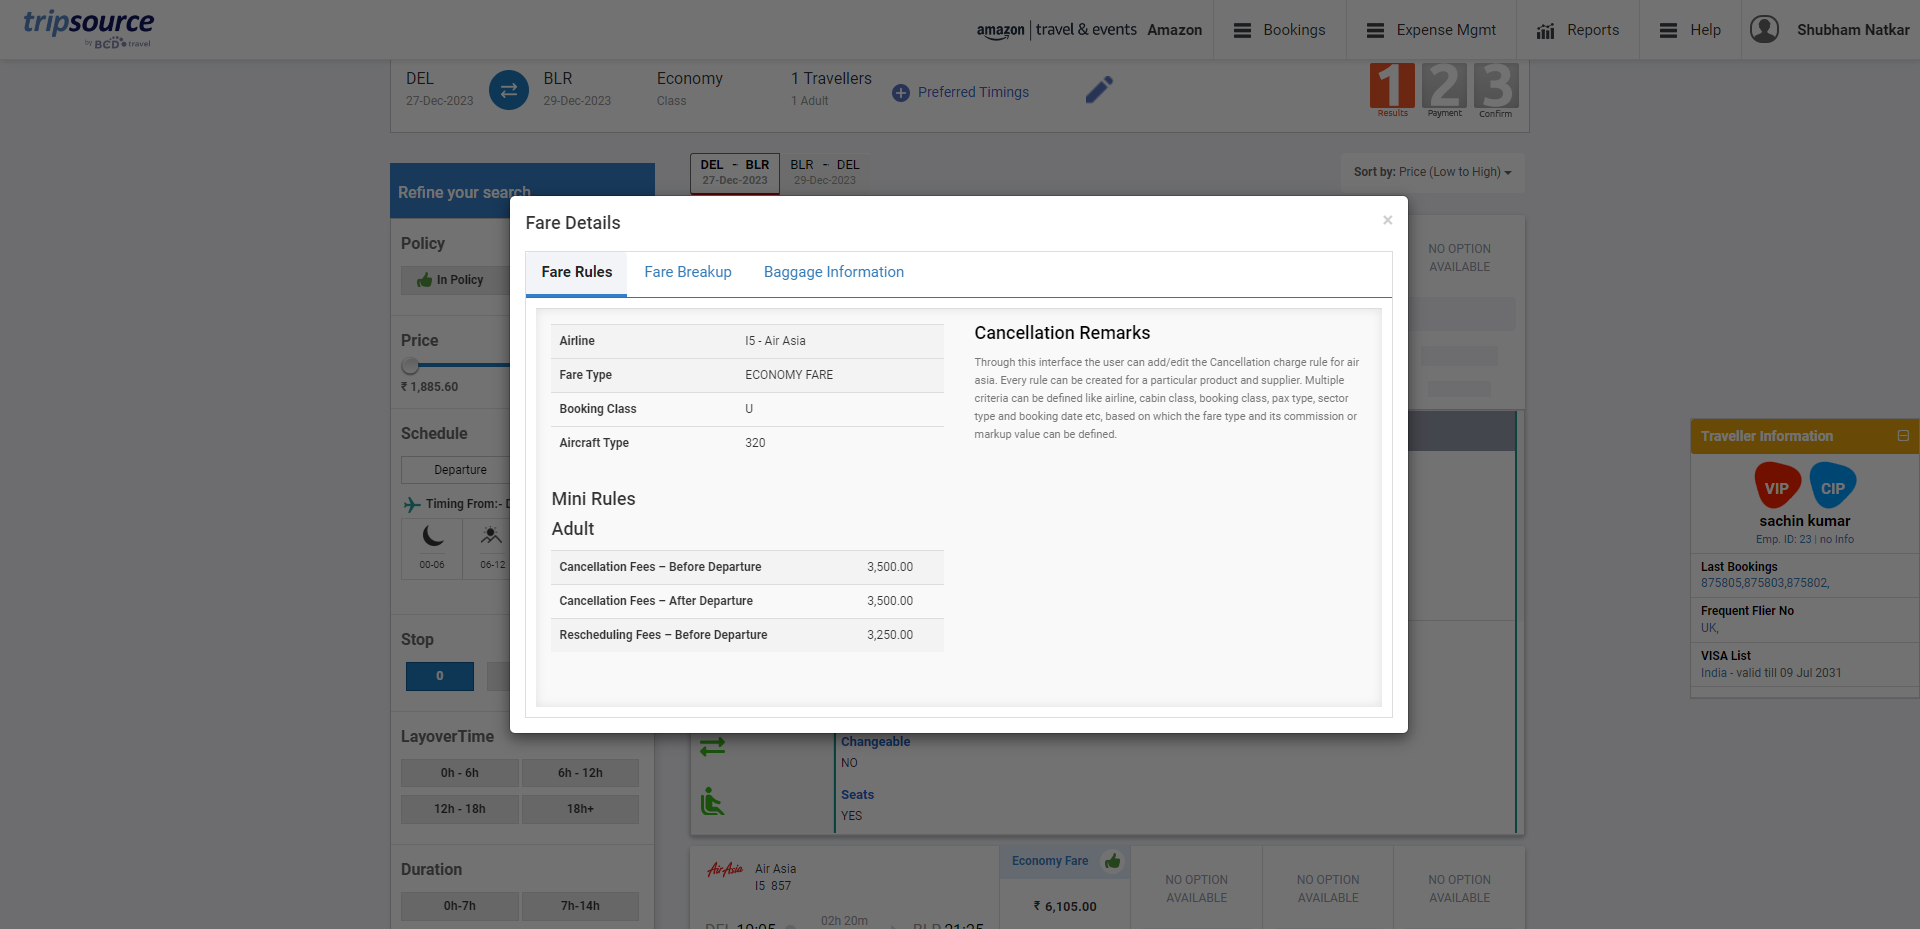 tripsource
by BCD travel
amazon travel & events Amazon
Bookings
Expense Mgmt
Reports
Help
Shubham Natkar
DEL
27-Dec-2023
BLR
29-Dec-2023
Economy
Class
1 Travellers
1 Adult
Preferred Timings
1 2 3
Results Payment Confirm
Refine your search
DEL - BLR
27-Dec-2023
BLR - DEL
29-Dec-2023
Sort by: Price (Low to High)
Policy
In Policy
Price
₹ 1,885.60
Schedule
Departure
Timing From:- D
00-06
06-12
Stop
0
LayoverTime
0h - 6h
6h - 12h
12h - 18h
18h+
Duration
0h-7h
7h-14h
Fare Details
×
Fare Rules
Fare Breakup
Baggage Information
Airline I5 - Air Asia
Fare Type ECONOMY FARE
Booking Class U
Aircraft Type 320
Mini Rules
Adult
Cancellation Fees – Before Departure 3,500.00
Cancellation Fees – After Departure 3,500.00
Rescheduling Fees – Before Departure 3,250.00
Cancellation Remarks
Through this interface the user can add/edit the Cancellation charge rule for air
asia. Every rule can be created for a particular product and supplier. Multiple
criteria can be defined like airline, cabin class, booking class, pax type, sector
type and booking date etc, based on which the fare type and its commission or
markup value can be defined.
NO OPTION
AVAILABLE
Changeable
NO
Seats
YES
AirAsia
Air Asia
I5 857
02h 20m
Economy Fare
₹ 6,105.00
NO OPTION
AVAILABLE
NO OPTION
AVAILABLE
NO OPTION
AVAILABLE
Traveller Information
VIP
CIP
sachin kumar
Emp. ID: 23 | no Info
Last Bookings
875805,875803,875802,
Frequent Flier No
UK,
VISA List
India - valid till 09 Jul 2031